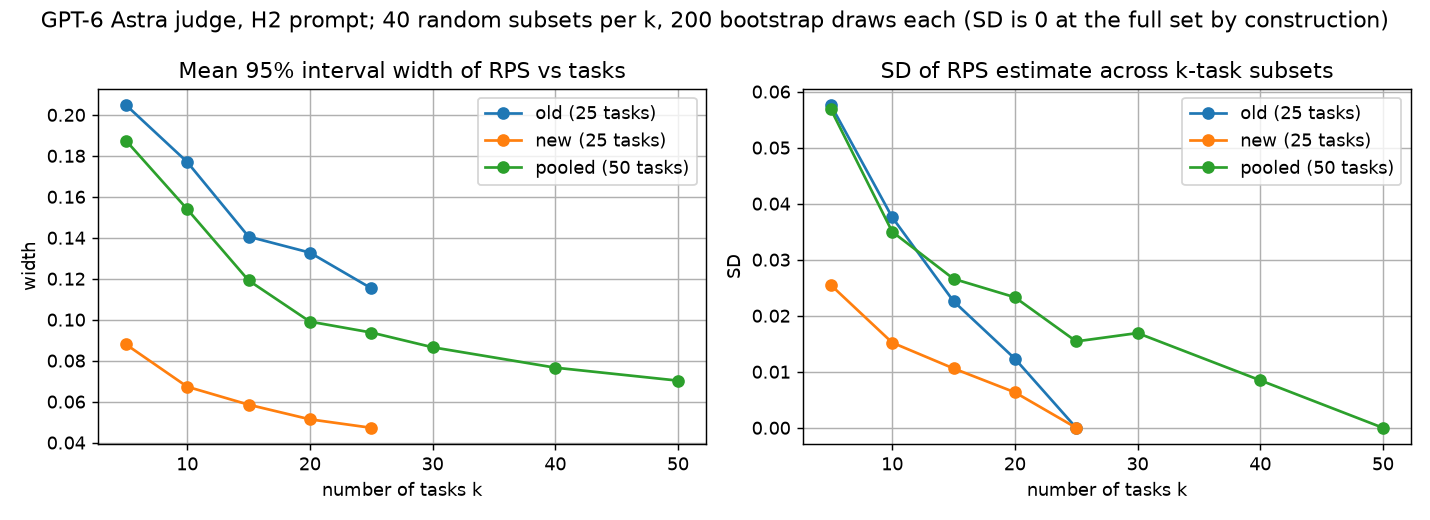 GPT-6 Astra judge, H2 prompt; 40 random subsets per k, 200 bootstrap draws each (SD is 0 at the full set by construction)
Mean 95% interval width of RPS vs tasks
width
0.20
0.18
0.16
0.14
0.12
0.10
0.08
0.06
0.04
old (25 tasks)
new (25 tasks)
pooled (50 tasks)
10 20 30 40 50
number of tasks k
SD of RPS estimate across k-task subsets
SD
0.06
0.05
0.04
0.03
0.02
0.01
0.00
old (25 tasks)
new (25 tasks)
pooled (50 tasks)
10 20 30 40 50
number of tasks k